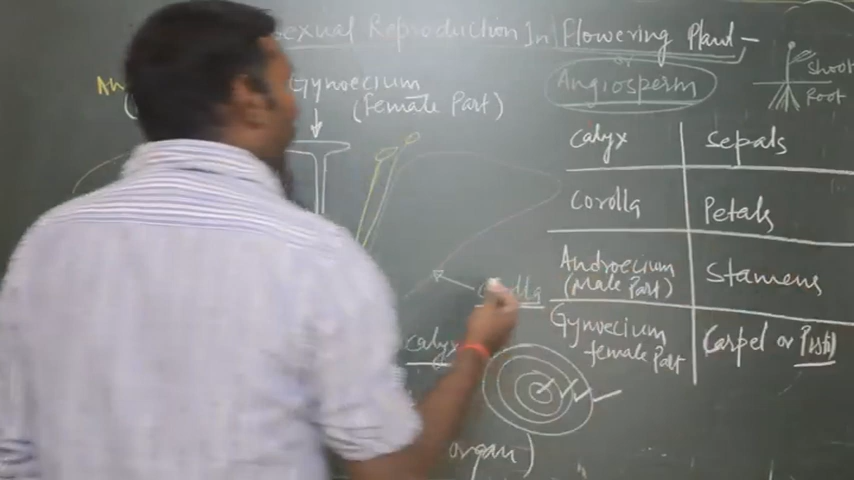 sexual Reproduction In Flowering Plant -
or
Angiosperm
Shoot
Root
Gynoecium
(Female Part)
calyx Sepals
corolla Petals
Androecium
(Male Part) Stamens
Gynoecium
female Part Carpel or Pistil
calyx
organ)